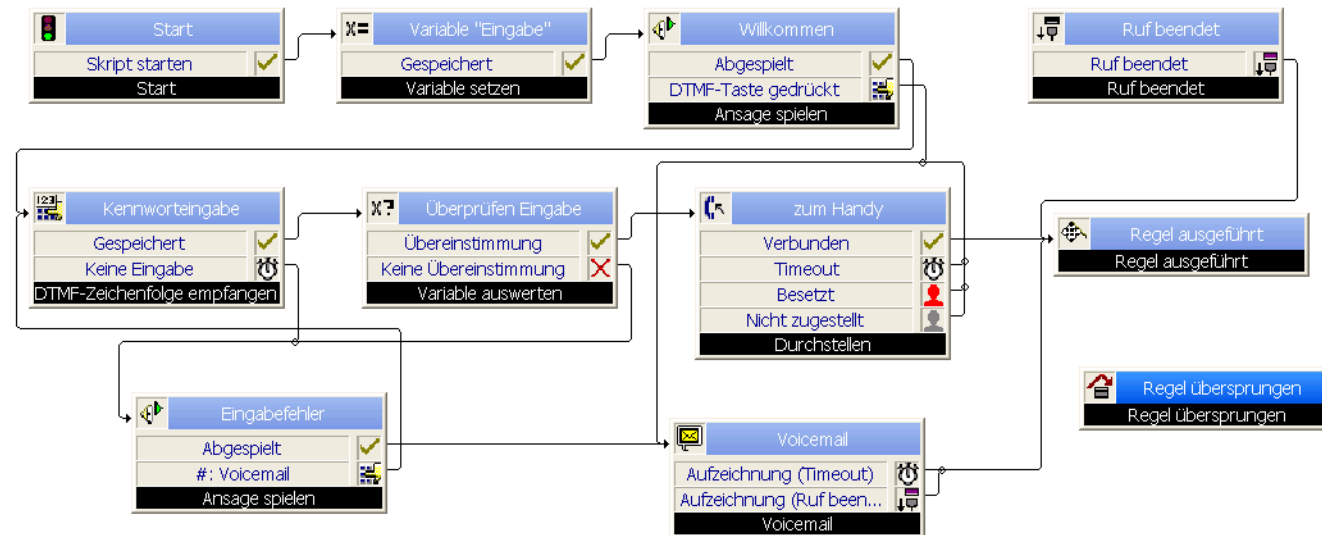 Start
Skript starten
Start
X=
Variable "Eingabe"
Gespeichert
Variable setzen
Willkommen
Abgespielt
DTMF-Taste gedrückt
Ansage spielen
Ruf beendet
Ruf beendet
Ruf beendet
123
Kennworteingabe
Gespeichert
Keine Eingabe
DTMF-Zeichenfolge empfangen
X?
Überprüfen Eingabe
Übereinstimmung
Keine Übereinstimmung
Variable auswerten
zum Handy
Verbunden
Timeout
Besetzt
Nicht zugestellt
Durchstellen
Regel ausgeführt
Regel ausgeführt
Regel übersprungen
Regel übersprungen
Eingabefehler
Abgespielt
#: Voicemail
Ansage spielen
Voicemail
Aufzeichnung (Timeout)
Aufzeichnung (Ruf been...
Voicemail